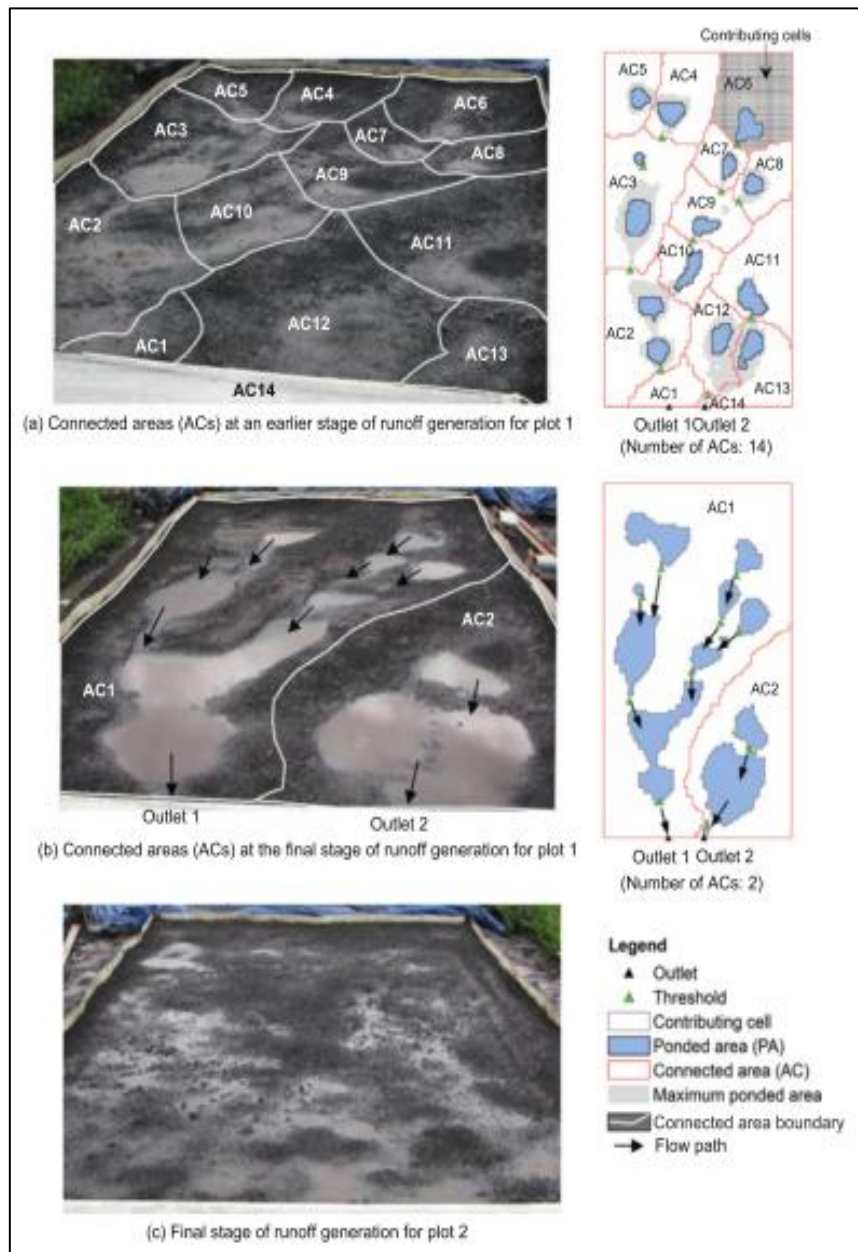 Contributing cells
AC5
AC4
AC6
AC3
AC7
AC8
AC9
AC2
AC10
AC11
AC12
AC1
AC13
AC14
AC5
AC4
AC6
AC7
AC8
AC3
AC9
AC10
AC11
AC12
AC2
AC1
AC14
AC13
(a) Connected areas (ACs) at an earlier stage of runoff generation for plot 1
Outlet 1 Outlet 2
(Number of ACs: 14)
AC2
AC1
Outlet 1
Outlet 2
AC1
AC2
(b) Connected areas (ACs) at the final stage of runoff generation for plot 1
Outlet 1 Outlet 2
(Number of ACs: 2)
Legend
Outlet
Threshold
Contributing cell
Ponded area (PA)
Connected area (AC)
Maximum ponded area
Connected area boundary
Flow path
(c) Final stage of runoff generation for plot 2